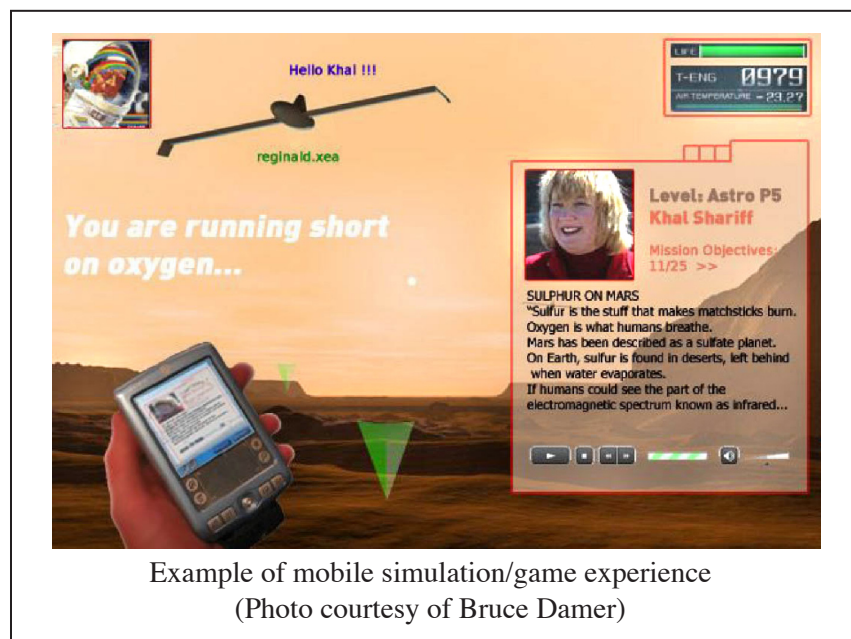 Hello Khai !!!
reginald.xea
You are running short
on oxygen...
LIFE
T-ENG 0979
AIR TEMPERATURE - 23.27
Level: Astro P5
Khai Shariff
Mission Objectives:
11/25 >>
SULPHUR ON MARS
"Sulfur is the stuff that makes matchsticks burn.
Oxygen is what humans breathe.
Mars has been described as a sulfate planet.
On Earth, sulfur is found in deserts, left behind
when water evaporates.
If humans could see the part of the
electromagnetic spectrum known as infrared...
Example of mobile simulation/game experience
(Photo courtesy of Bruce Damer)